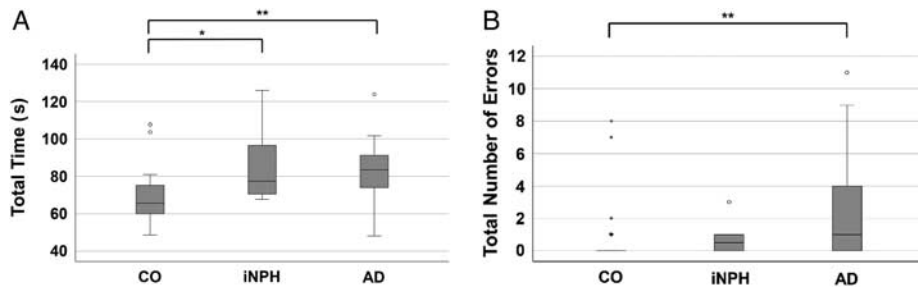 A
**
*
Total Time (s)
140
120
100
80
60
40
CO iNPH AD
B
**
Total Number of Errors
12
10
8
6
4
2
0
CO iNPH AD